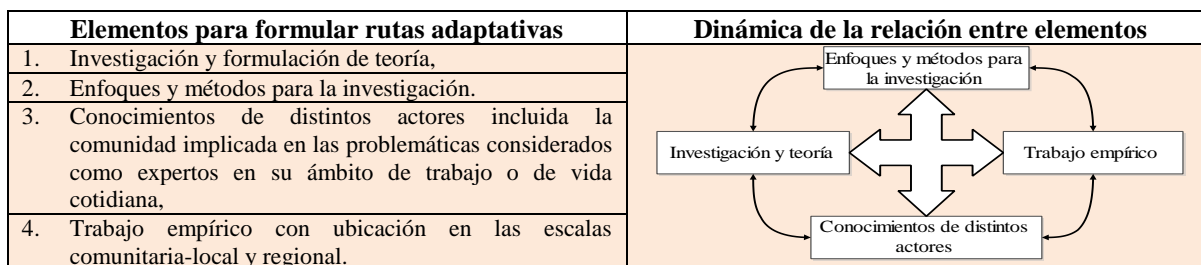 Elementos para formular rutas adaptativas
1. Investigación y formulación de teoría,
2. Enfoques y métodos para la investigación.
3. Conocimientos de distintos actores incluida la
comunidad implicada en las problemáticas considerados
como expertos en su ámbito de trabajo o de vida
cotidiana,
4. Trabajo empírico con ubicación en las escalas
comunitaria-local y regional.
Dinámica de la relación entre elementos
Enfoques y métodos para
la investigación
Investigación y teoría
Trabajo empírico
Conocimientos de distintos
actores